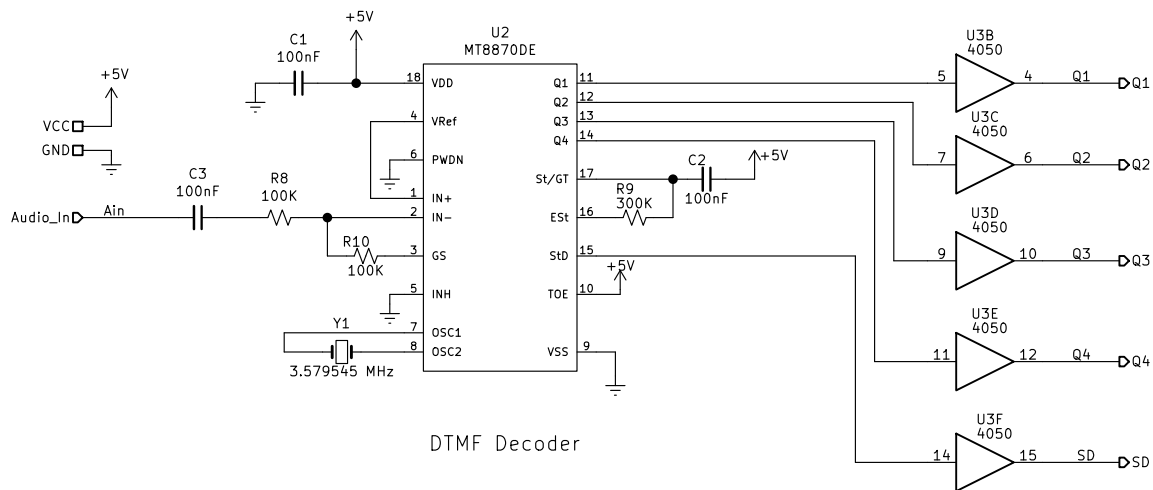 +5V
C1
100nF
U2
MT8870DE
18 VDD
4 VRef
6 PWDN
1 IN+
2 IN-
3 GS
5 INH
7 OSC1
8 OSC2
Q1 11
Q2 12
Q3 13
Q4 14
St/GT 17
ESt 16
StD 15
TOE 10
VSS 9
+5V
VCC
GND
Audio_In
Ain
C3
100nF
R8
100K
R10
100K
Y1
3.579545 MHz
C2
100nF
+5V
R9
300K
+5V
U3B
4050
5 4 Q1 Q1
U3C
4050
7 6 Q2 Q2
U3D
4050
9 10 Q3 Q3
U3E
4050
11 12 Q4 Q4
U3F
4050
14 15 SD SD
DTMF Decoder